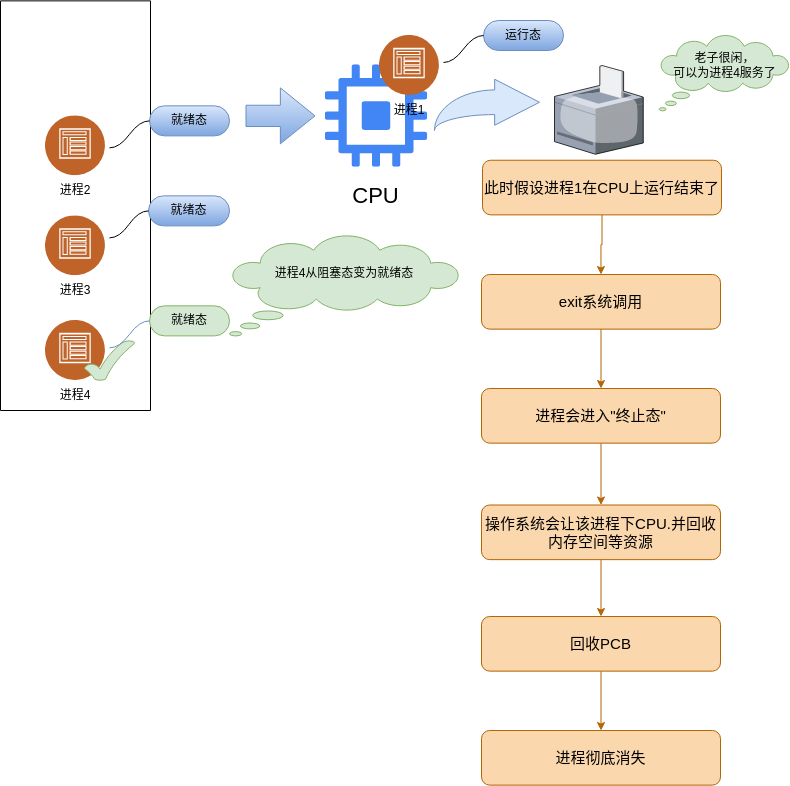 运行态
老子很闲，
可以为进程4服务了
进程1
就绪态
进程2
CPU
此时假设进程1在CPU上运行结束了
就绪态
进程3
进程4从阻塞态变为就绪态
exit系统调用
就绪态
进程4
进程会进入"终止态"
操作系统会让该进程下CPU.并回收
内存空间等资源
回收PCB
进程彻底消失